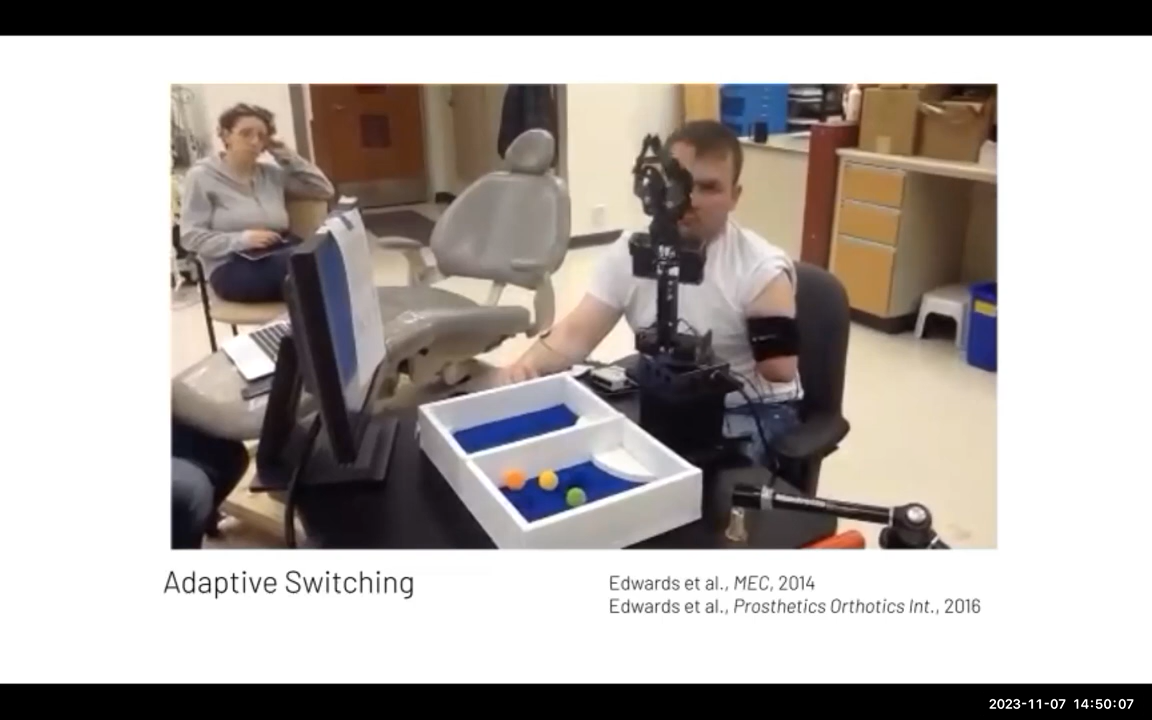 Adaptive Switching
Edwards et al., MEC, 2014
Edwards et al., Prosthetics Orthotics Int., 2016
2023-11-07 14:50:07